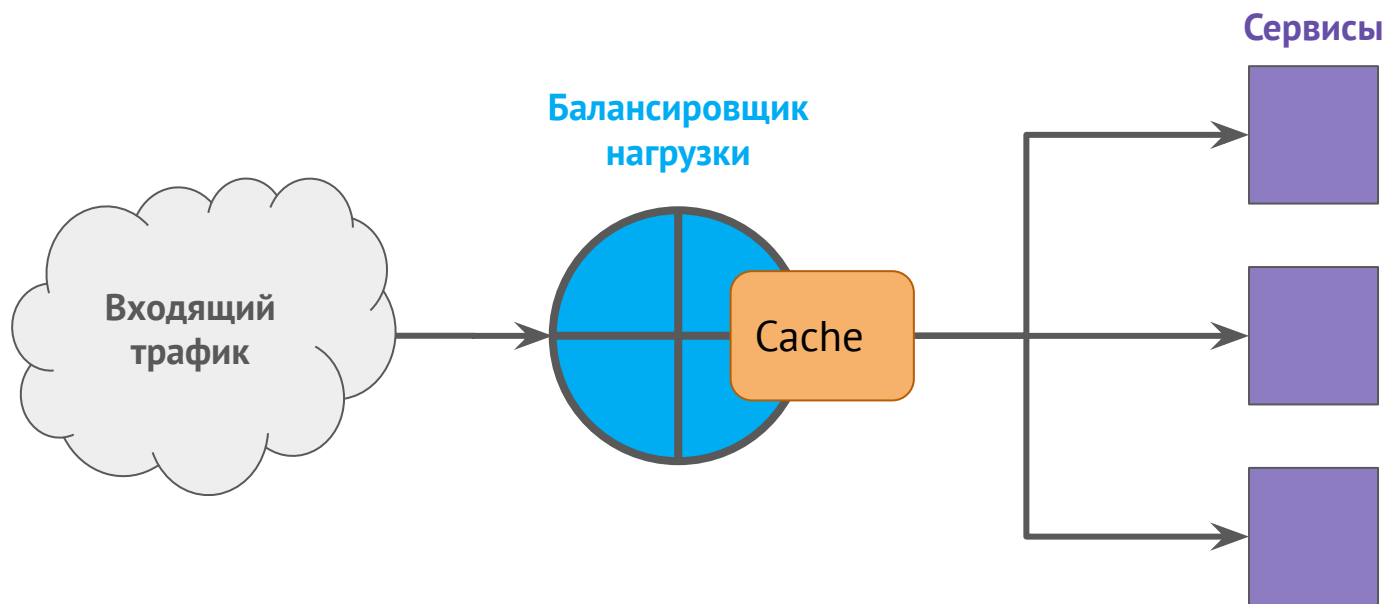 Сервисы
Балансировщик
нагрузки
Входящий
трафик
Cache